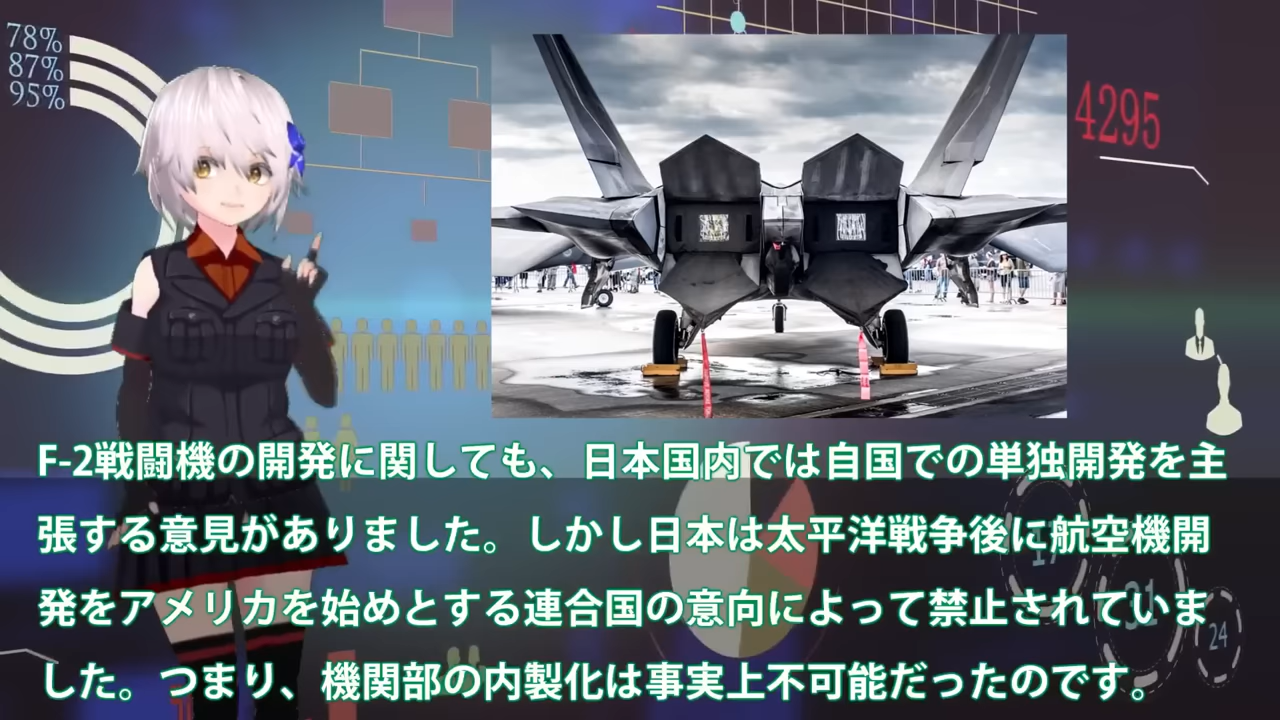 78%
87%
95%
4295
F-2戦闘機の開発に関しても、日本国内では自国での単独開発を主
張する意見がありました。しかし日本は太平洋戦争後に航空機開
発をアメリカを始めとする連合国の意向によって禁止されていま
した。つまり、機関部の内製化は事実上不可能だったのです。
17
31
24